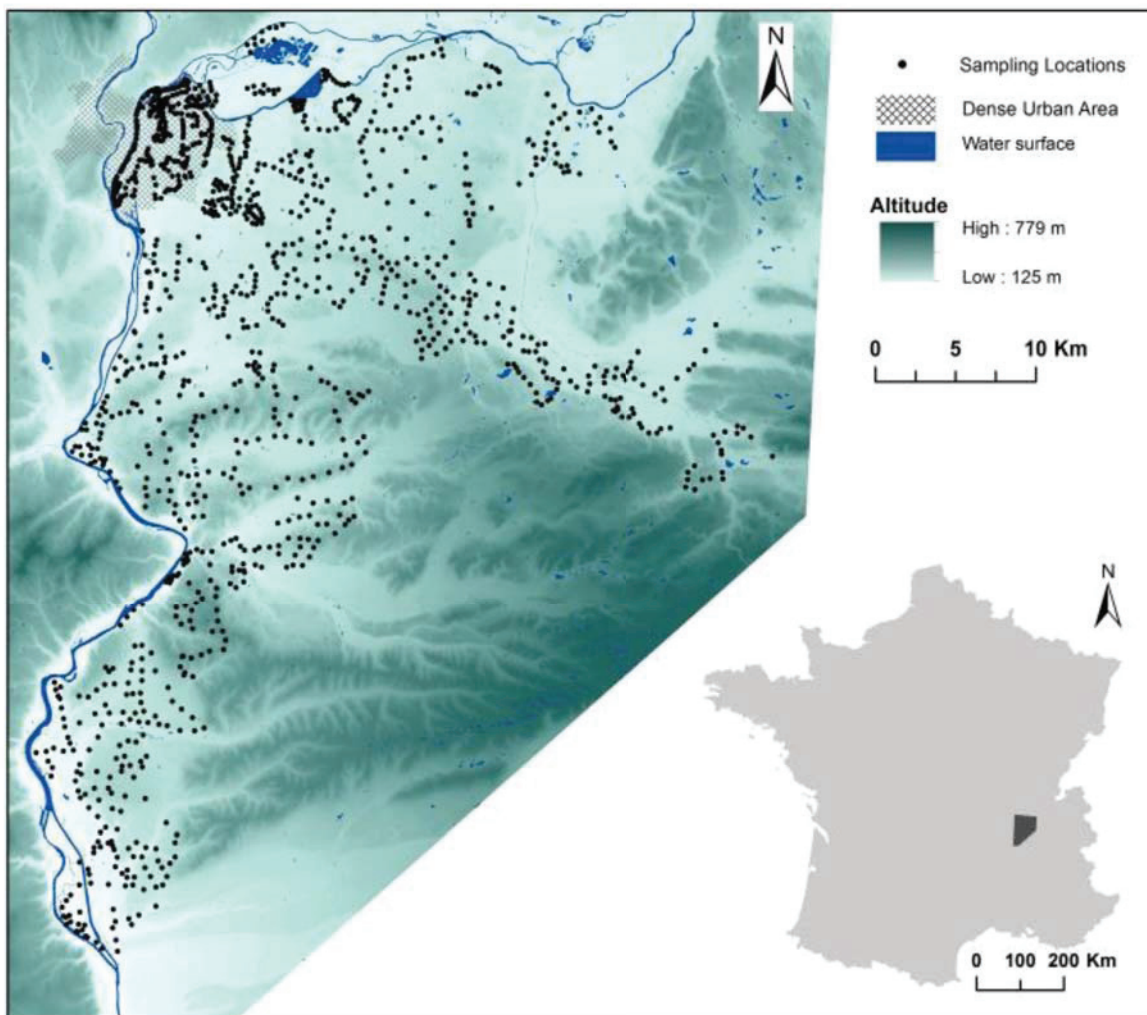 N
Sampling Locations
Dense Urban Area
Water surface
Altitude
High : 779 m
Low : 125 m
0 5 10 Km
N
0 100 200 Km